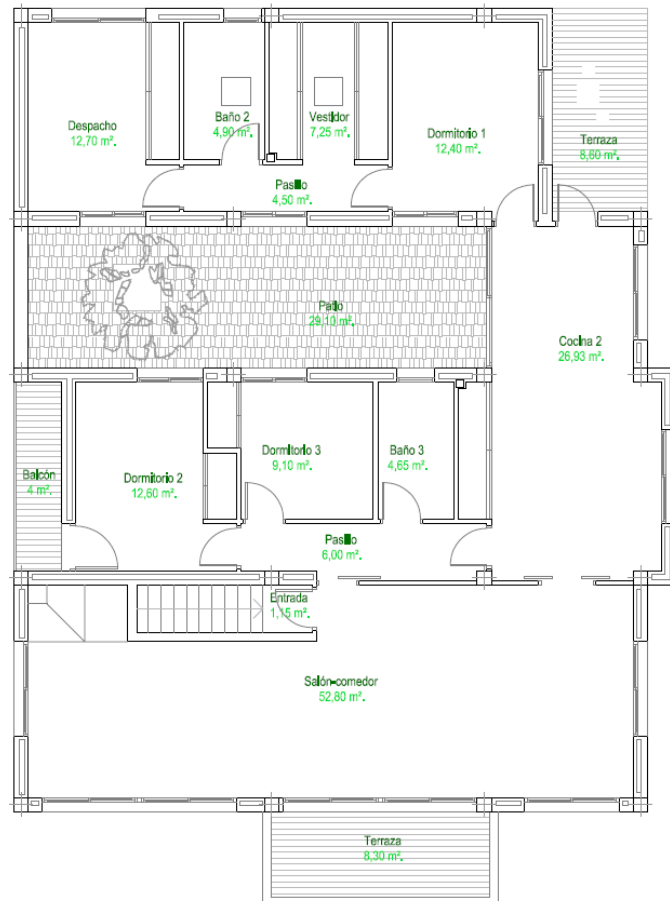 Despacho
12,70 m².
Baño 2
4,90 m².
Vestidor
7,25 m².
Dormitorio 1
12,40 m².
Terraza
8,60 m².
Pasillo
4,50 m².
Patio
29,10 m².
Cocina 2
26,93 m².
Balcón
4 m².
Dormitorio 2
12,60 m².
Dormitorio 3
9,10 m².
Baño 3
4,65 m².
Pasillo
6,00 m².
Entrada
1,15 m².
Salón-comedor
52,80 m².
Terraza
8,30 m².